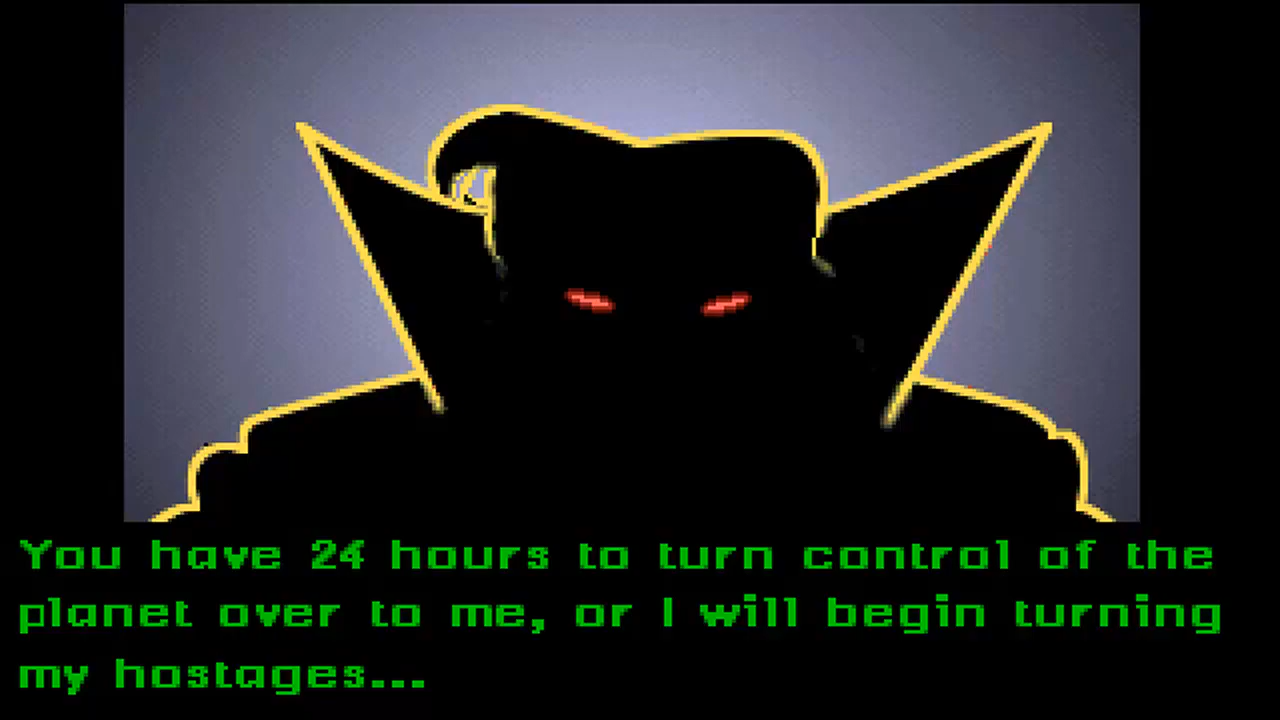 You have 24 hours to turn control of the
planet over to me, or I will begin turning
my hostages...